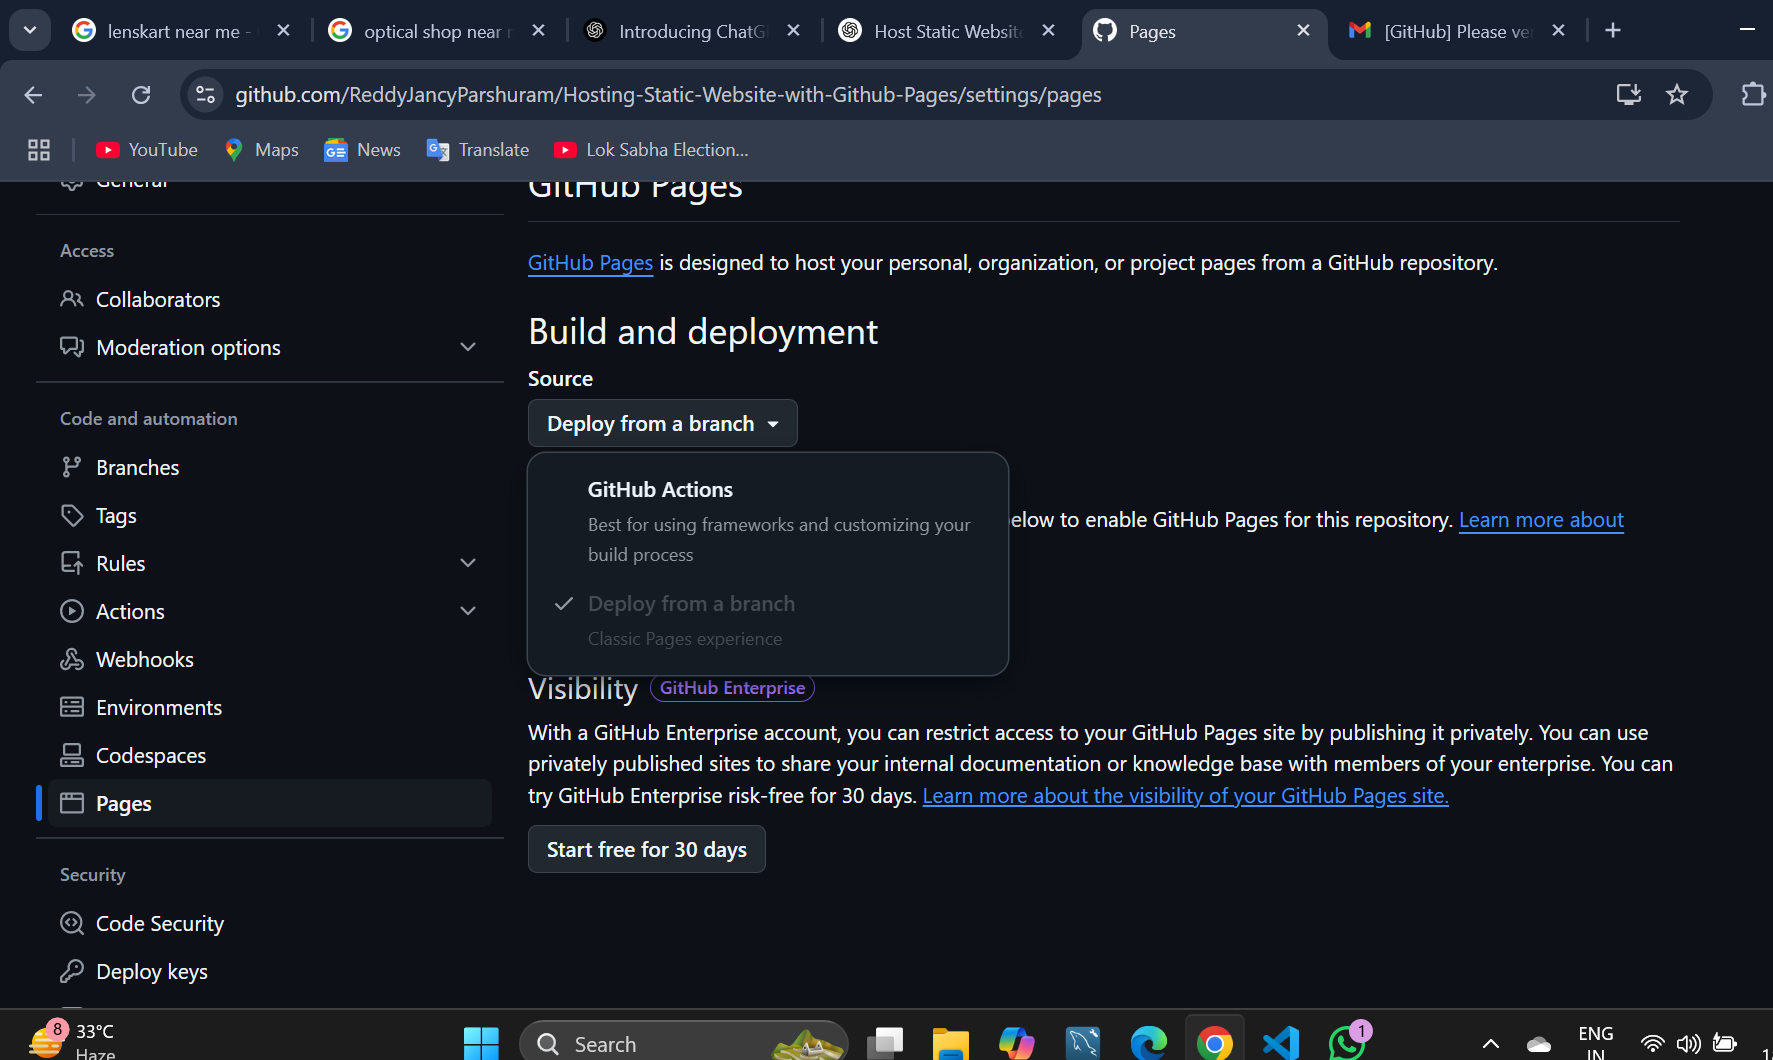 lenskart near me -
optical shop near
Introducing ChatG
Host Static Website
Pages
[GitHub] Please ve
github.com/ReddyJancyParshuram/Hosting-Static-Website-with-Github-Pages/settings/pages
YouTube
Maps
News
Translate
Lok Sabha Election...
General
Access
Collaborators
Moderation options
Code and automation
Branches
Tags
Rules
Actions
Webhooks
Environments
Codespaces
Pages
Security
Code Security
Deploy keys
GitHub Pages
GitHub Pages is designed to host your personal, organization, or project pages from a GitHub repository.
Build and deployment
Source
Deploy from a branch
GitHub Actions
Best for using frameworks and customizing your
build process
Deploy from a branch
Classic Pages experience
elow to enable GitHub Pages for this repository. Learn more about
Visibility GitHub Enterprise
With a GitHub Enterprise account, you can restrict access to your GitHub Pages site by publishing it privately. You can use
privately published sites to share your internal documentation or knowledge base with members of your enterprise. You can
try GitHub Enterprise risk-free for 30 days. Learn more about the visibility of your GitHub Pages site.
Start free for 30 days
8
33°C
Haze
Search
1
ENG
IN